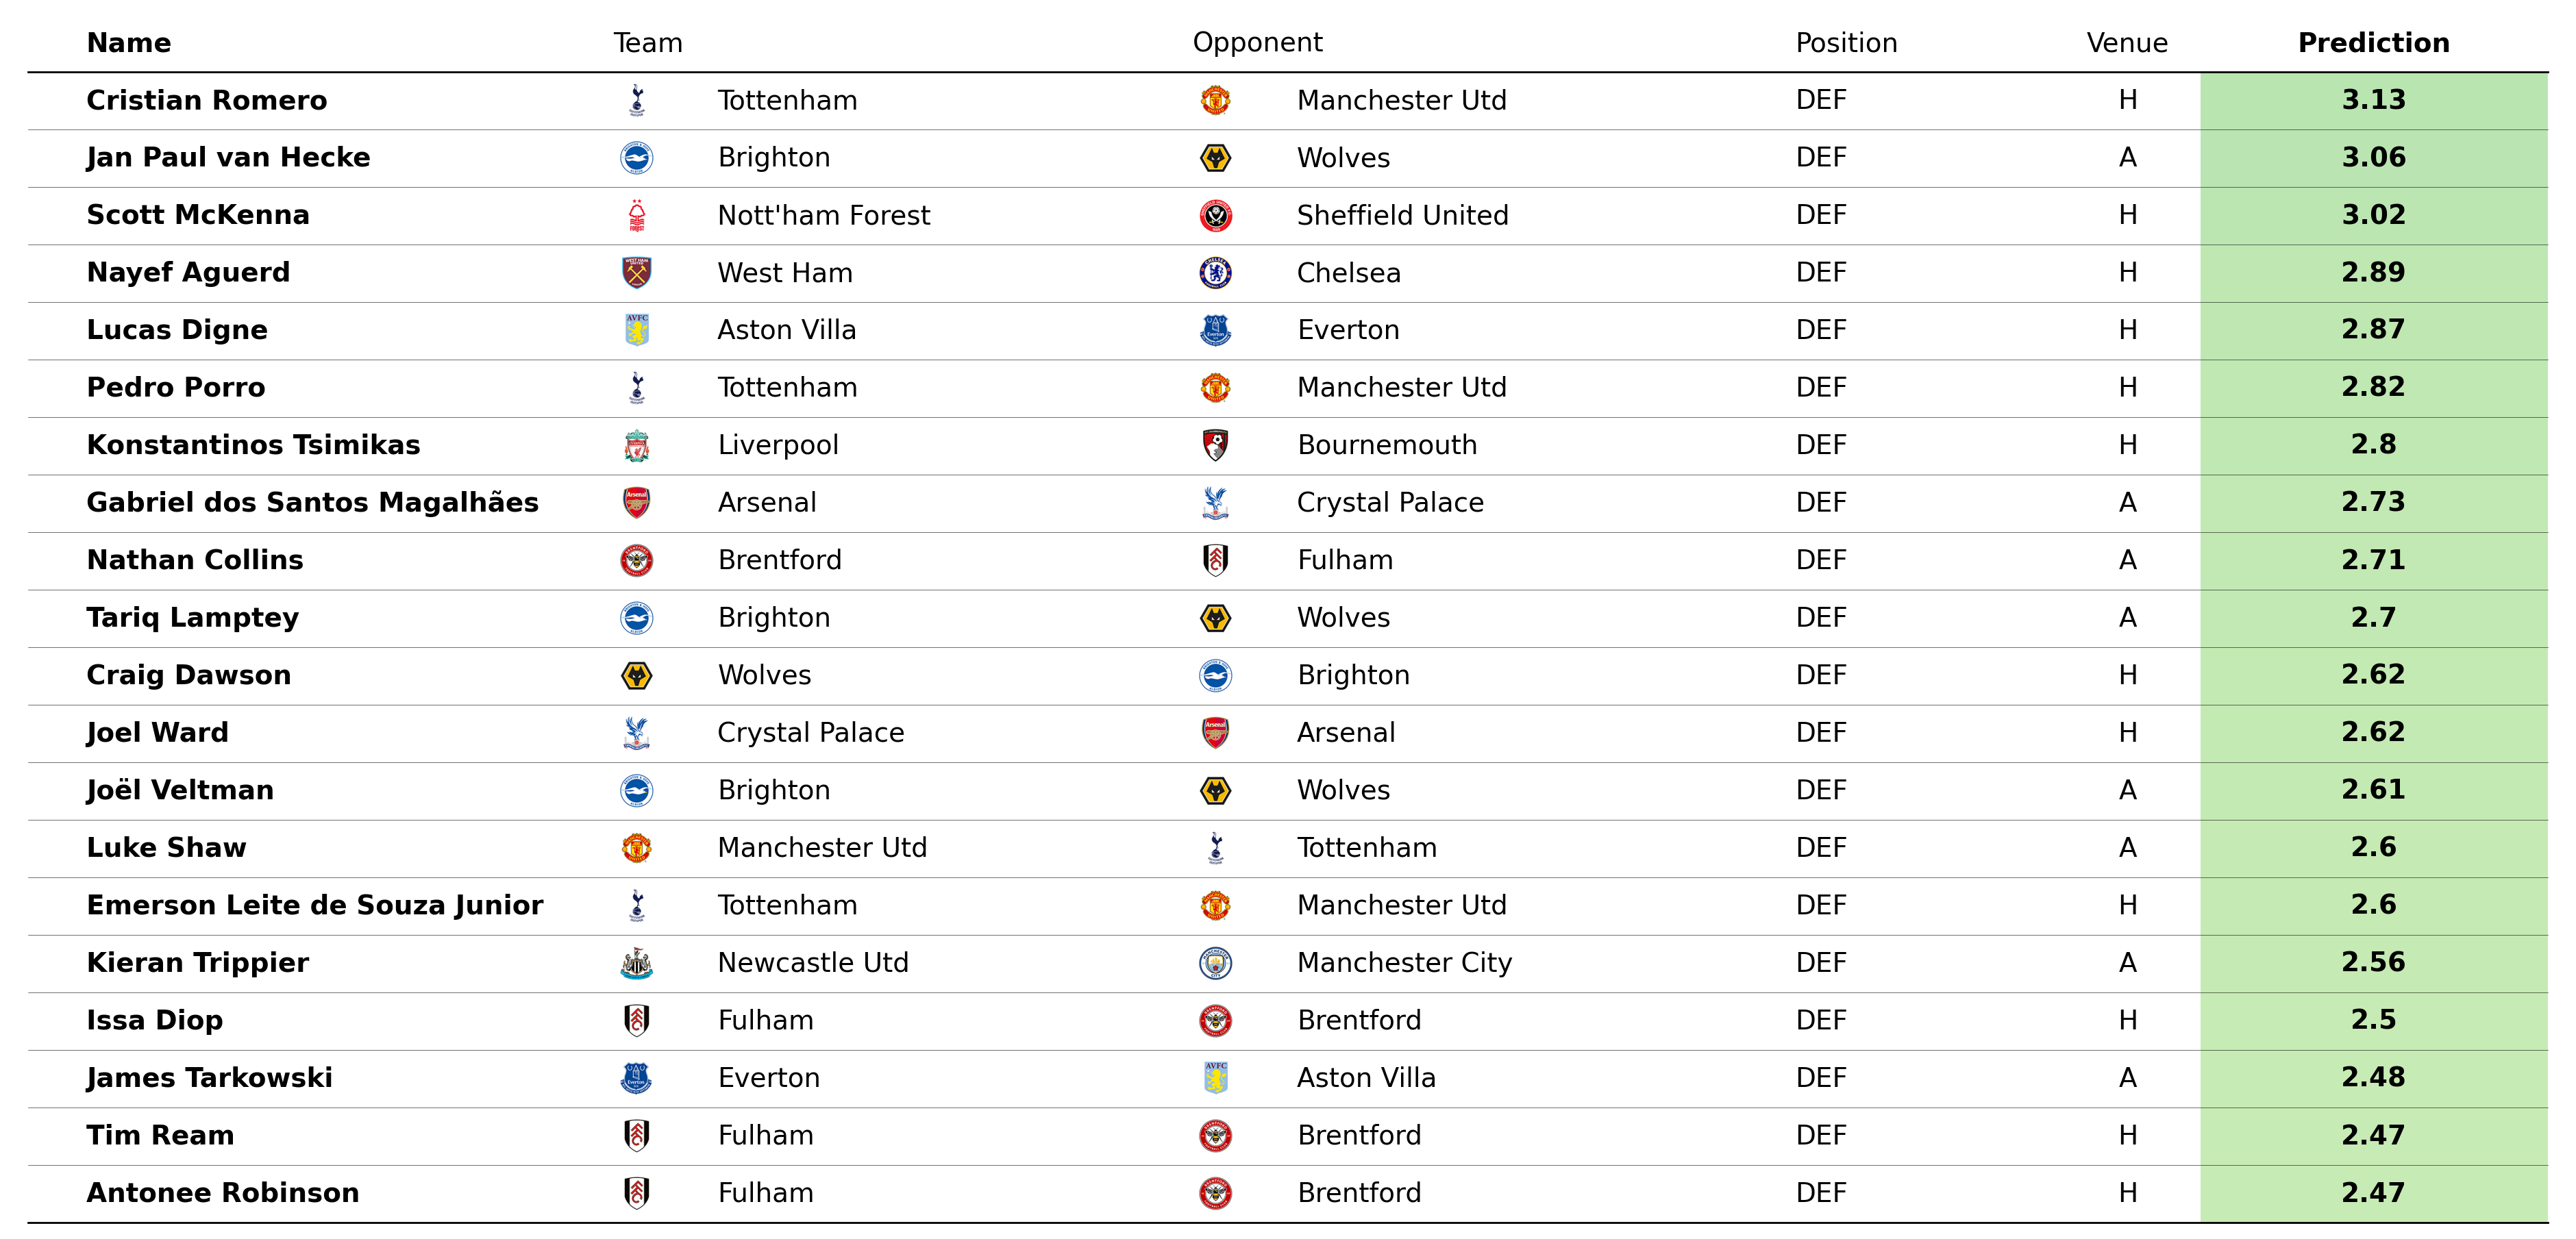 Name Team Opponent Position Venue Prediction
Cristian Romero Tottenham Manchester Utd DEF H 3.13
Jan Paul van Hecke Brighton Wolves DEF A 3.06
Scott McKenna Nott'ham Forest Sheffield United DEF H 3.02
Nayef Aguerd West Ham Chelsea DEF H 2.89
Lucas Digne Aston Villa Everton DEF H 2.87
Pedro Porro Tottenham Manchester Utd DEF H 2.82
Konstantinos Tsimikas Liverpool Bournemouth DEF H 2.8
Gabriel dos Santos Magalhães Arsenal Crystal Palace DEF A 2.73
Nathan Collins Brentford Fulham DEF A 2.71
Tariq Lamptey Brighton Wolves DEF A 2.7
Craig Dawson Wolves Brighton DEF H 2.62
Joel Ward Crystal Palace Arsenal DEF H 2.62
Joël Veltman Brighton Wolves DEF A 2.61
Luke Shaw Manchester Utd Tottenham DEF A 2.6
Emerson Leite de Souza Junior Tottenham Manchester Utd DEF H 2.6
Kieran Trippier Newcastle Utd Manchester City DEF A 2.56
Issa Diop Fulham Brentford DEF H 2.5
James Tarkowski Everton Aston Villa DEF A 2.48
Tim Ream Fulham Brentford DEF H 2.47
Antonee Robinson Fulham Brentford DEF H 2.47